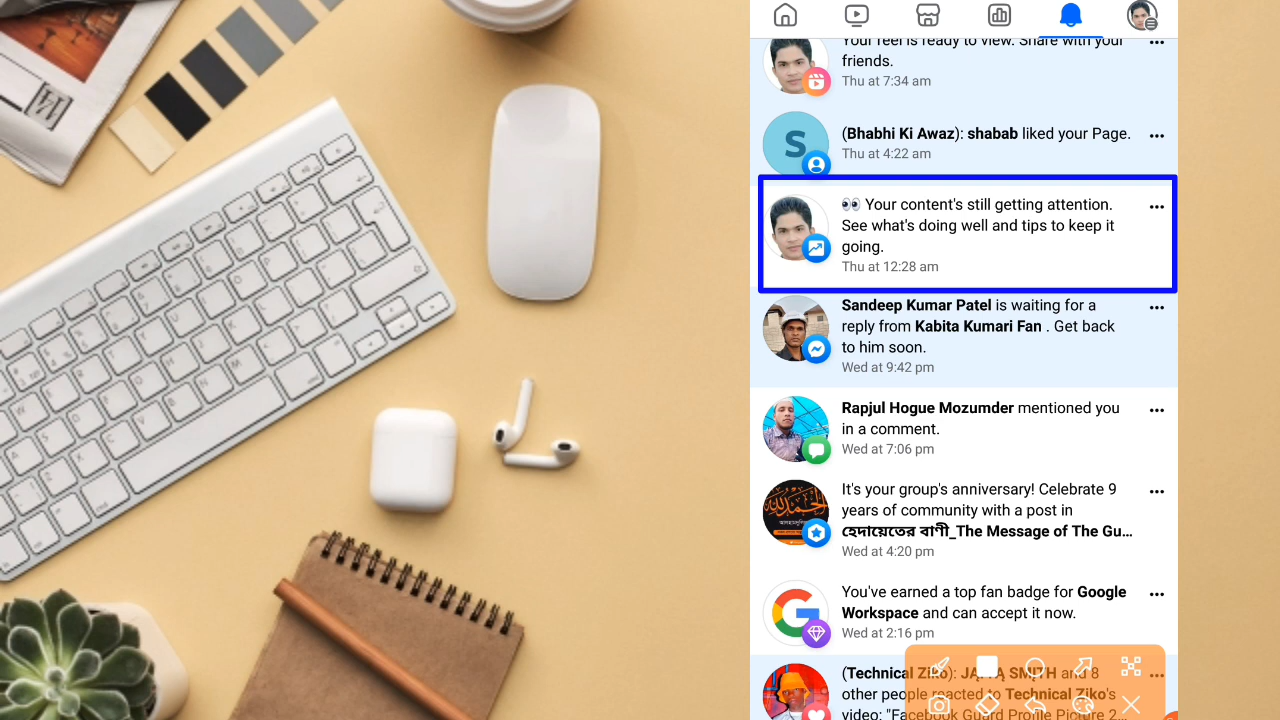 Your reel is ready to view. Share with your
friends.
Thu at 7:34 am
S
(Bhabhi Ki Awaz): shabab liked your Page.
Thu at 4:22 am
👀 Your content's still getting attention.
See what's doing well and tips to keep it
going.
Thu at 12:28 am
Sandeep Kumar Patel is waiting for a
reply from Kabita Kumari Fan . Get back
to him soon.
Wed at 9:42 pm
Rapjul Hogue Mozumder mentioned you
in a comment.
Wed at 7:06 pm
It's your group's anniversary! Celebrate 9
years of community with a post in
হেদায়েতের বাণী_The Message of The Gu...
Wed at 4:20 pm
You've earned a top fan badge for Google
Workspace and can accept it now.
Wed at 2:16 pm
(Technical Ziko): and 8
other people reacted to Technical Ziko's
video: "Facebook Guard Profile Picture 2...